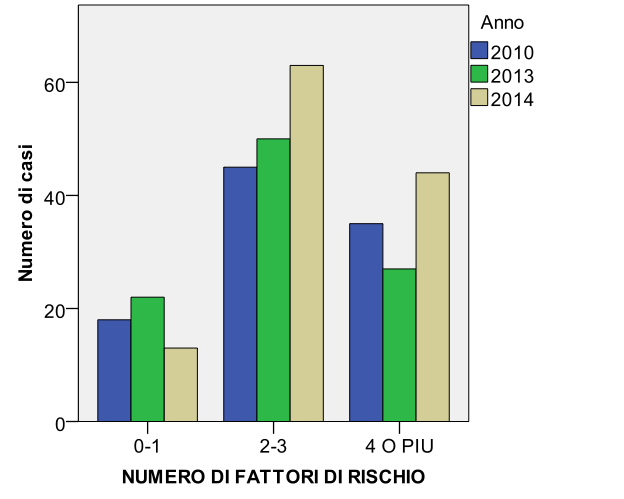 Anno
2010
2013
2014
60
40
20
0
Numero di casi
0-1
2-3
4 O PIU
NUMERO DI FATTORI DI RISCHIO